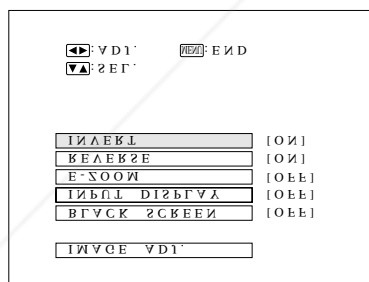 ◀▶: ADJ. MENU: END
▼▲: SEL.
INVERT [ON]
REVERSE [ON]
E-ZOOM [OFF]
INPUT DISPLAY [OFF]
BLACK SCREEN [OFF]
IMAGE ADJ.